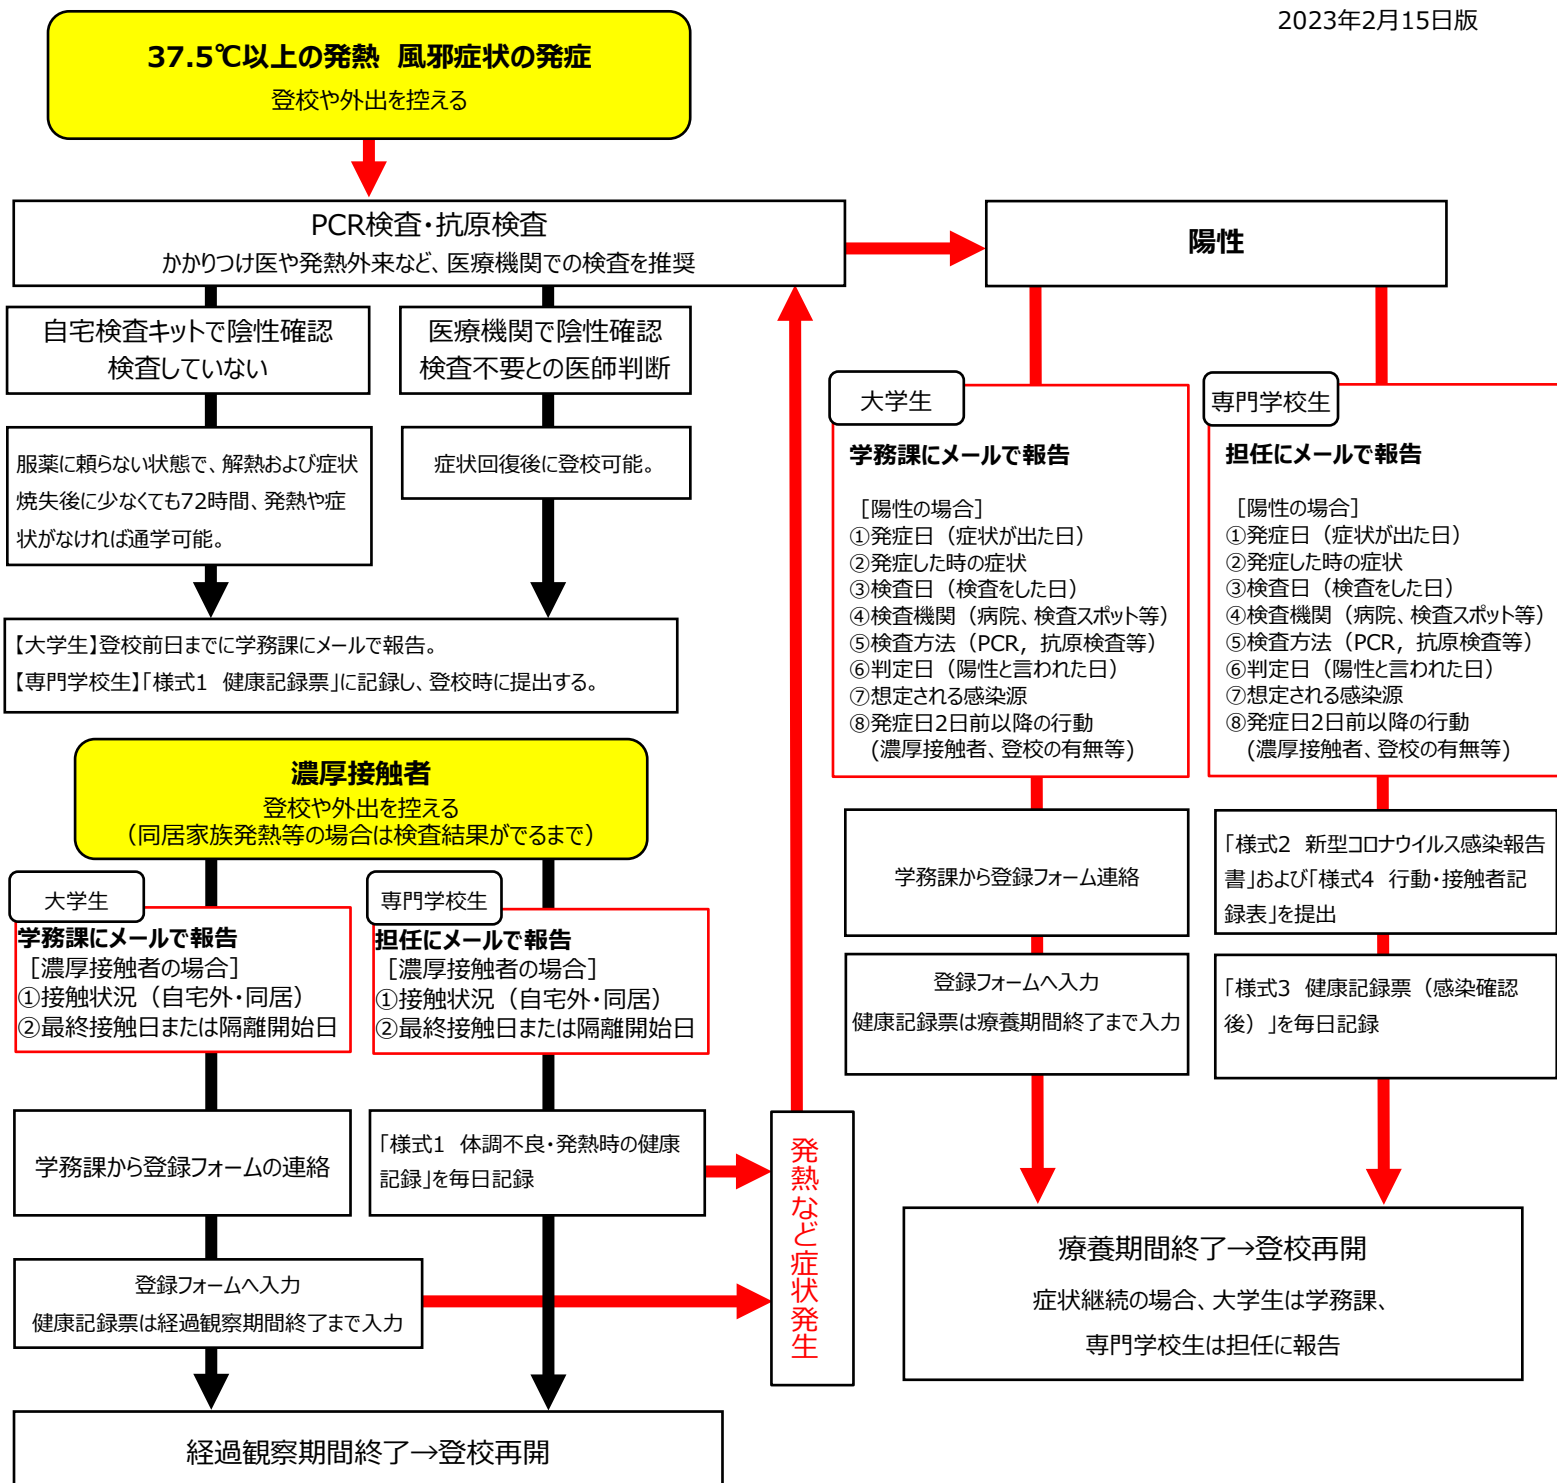 2023年2月15日版
37.5℃以上の発熱 風邪症状の発症
登校や外出を控える
PCR検査・抗原検査
かかりつけ医や発熱外来など、医療機関での検査を推奨
陽性
自宅検査キットで陰性確認
検査していない
医療機関で陰性確認
検査不要との医師判断
服薬に頼らない状態で、解熱および症状
焼失後に少なくても72時間、発熱や症
状がなければ通学可能。
症状回復後に登校可能。
【大学生】登校前日までに学務課にメールで報告。
【専門学校生】「様式1 健康記録票」に記録し、登校時に提出する。
大学生
学務課にメールで報告
［陽性の場合］
①発症日（症状が出た日）
②発症した時の症状
③検査日（検査をした日）
④検査機関（病院、検査スポット等）
⑤検査方法（PCR，抗原検査等）
⑥判定日（陽性と言われた日）
⑦想定される感染源
⑧発症日2日前以降の行動
(濃厚接触者、登校の有無等)
専門学校生
担任にメールで報告
［陽性の場合］
①発症日（症状が出た日）
②発症した時の症状
③検査日（検査をした日）
④検査機関（病院、検査スポット等）
⑤検査方法（PCR，抗原検査等）
⑥判定日（陽性と言われた日）
⑦想定される感染源
⑧発症日2日前以降の行動
(濃厚接触者、登校の有無等)
学務課から登録フォーム連絡
登録フォームへ入力
健康記録票は療養期間終了まで入力
「様式2 新型コロナウイルス感染報告
書」および「様式4 行動・接触者記
録表」を提出
「様式3 健康記録票（感染確認
後）」を毎日記録
療養期間終了→登校再開
症状継続の場合、大学生は学務課、
専門学校生は担任に報告
濃厚接触者
登校や外出を控える
（同居家族発熱等の場合は検査結果がでるまで）
大学生
学務課にメールで報告
［濃厚接触者の場合］
①接触状況（自宅外・同居）
②最終接触日または隔離開始日
専門学校生
担任にメールで報告
［濃厚接触者の場合］
①接触状況（自宅外・同居）
②最終接触日または隔離開始日
学務課から登録フォームの連絡
「様式1 体調不良・発熱時の健康
記録」を毎日記録
発熱など症状発生
登録フォームへ入力
健康記録票は経過観察期間終了まで入力
経過観察期間終了→登校再開